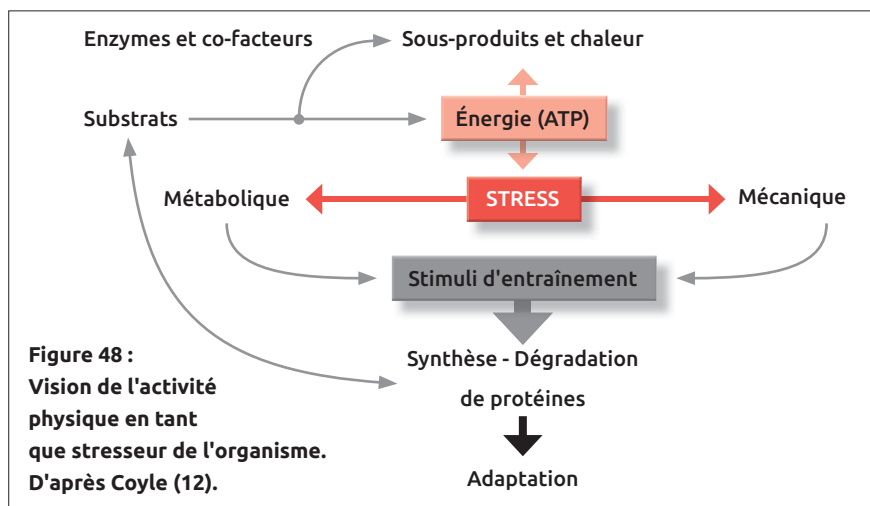 Enzymes et co-facteurs
Sous-produits et chaleur
Substrats
Énergie (ATP)
Métabolique
STRESS
Mécanique
Stimuli d'entraînement
Synthèse - Dégradation
de protéines
Adaptation
Figure 48 :
Vision de l'activité
physique en tant
que stresseur de l'organisme.
D'après Coyle (12).